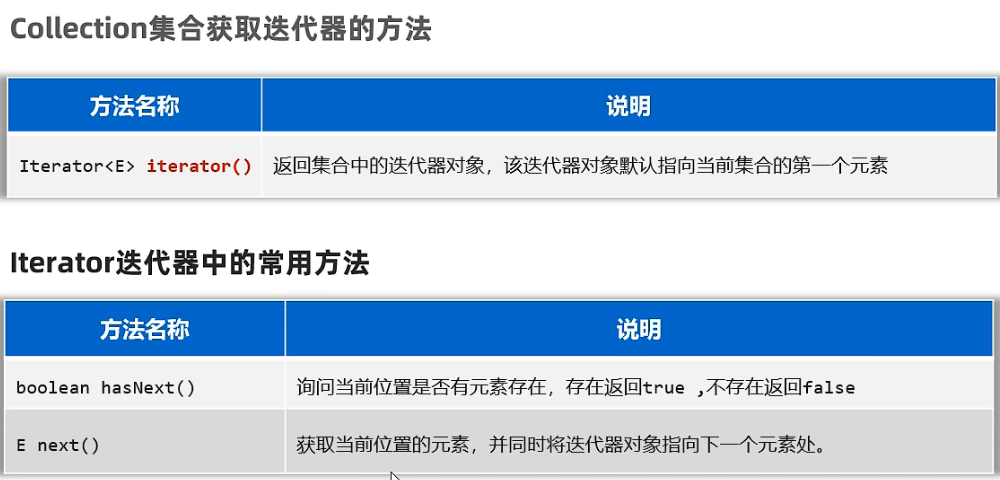 Collection集合获取迭代器的方法
方法名称 说明
Iterator<E> iterator() 返回集合中的迭代器对象，该迭代器对象默认指向当前集合的第一个元素
Iterator迭代器中的常用方法
方法名称 说明
boolean hasNext() 询问当前位置是否有元素存在，存在返回true ,不存在返回false
E next() 获取当前位置的元素，并同时将迭代器对象指向下一个元素处。